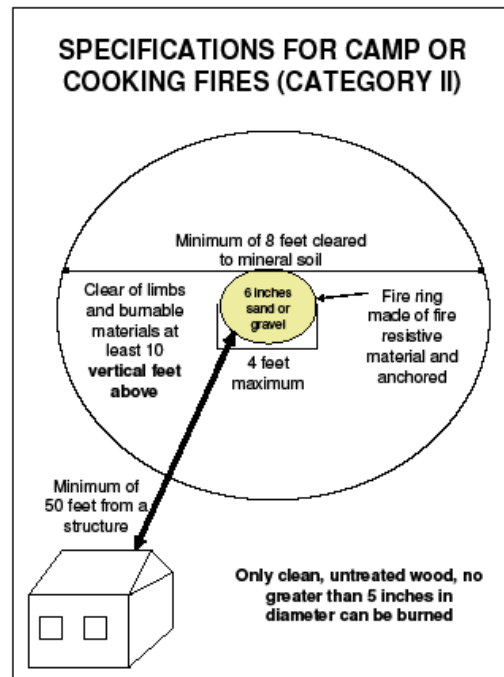 SPECIFICATIONS FOR CAMP OR
COOKING FIRES (CATEGORY II)
Minimum of 8 feet cleared
to mineral soil
Clear of limbs
and burnable
materials at
least 10
vertical feet
above
6 inches
sand or
gravel
Fire ring
made of fire
resistive
material and
anchored
4 feet
maximum
Minimum of
50 feet from a
structure
Only clean, untreated wood, no
greater than 5 inches in
diameter can be burned